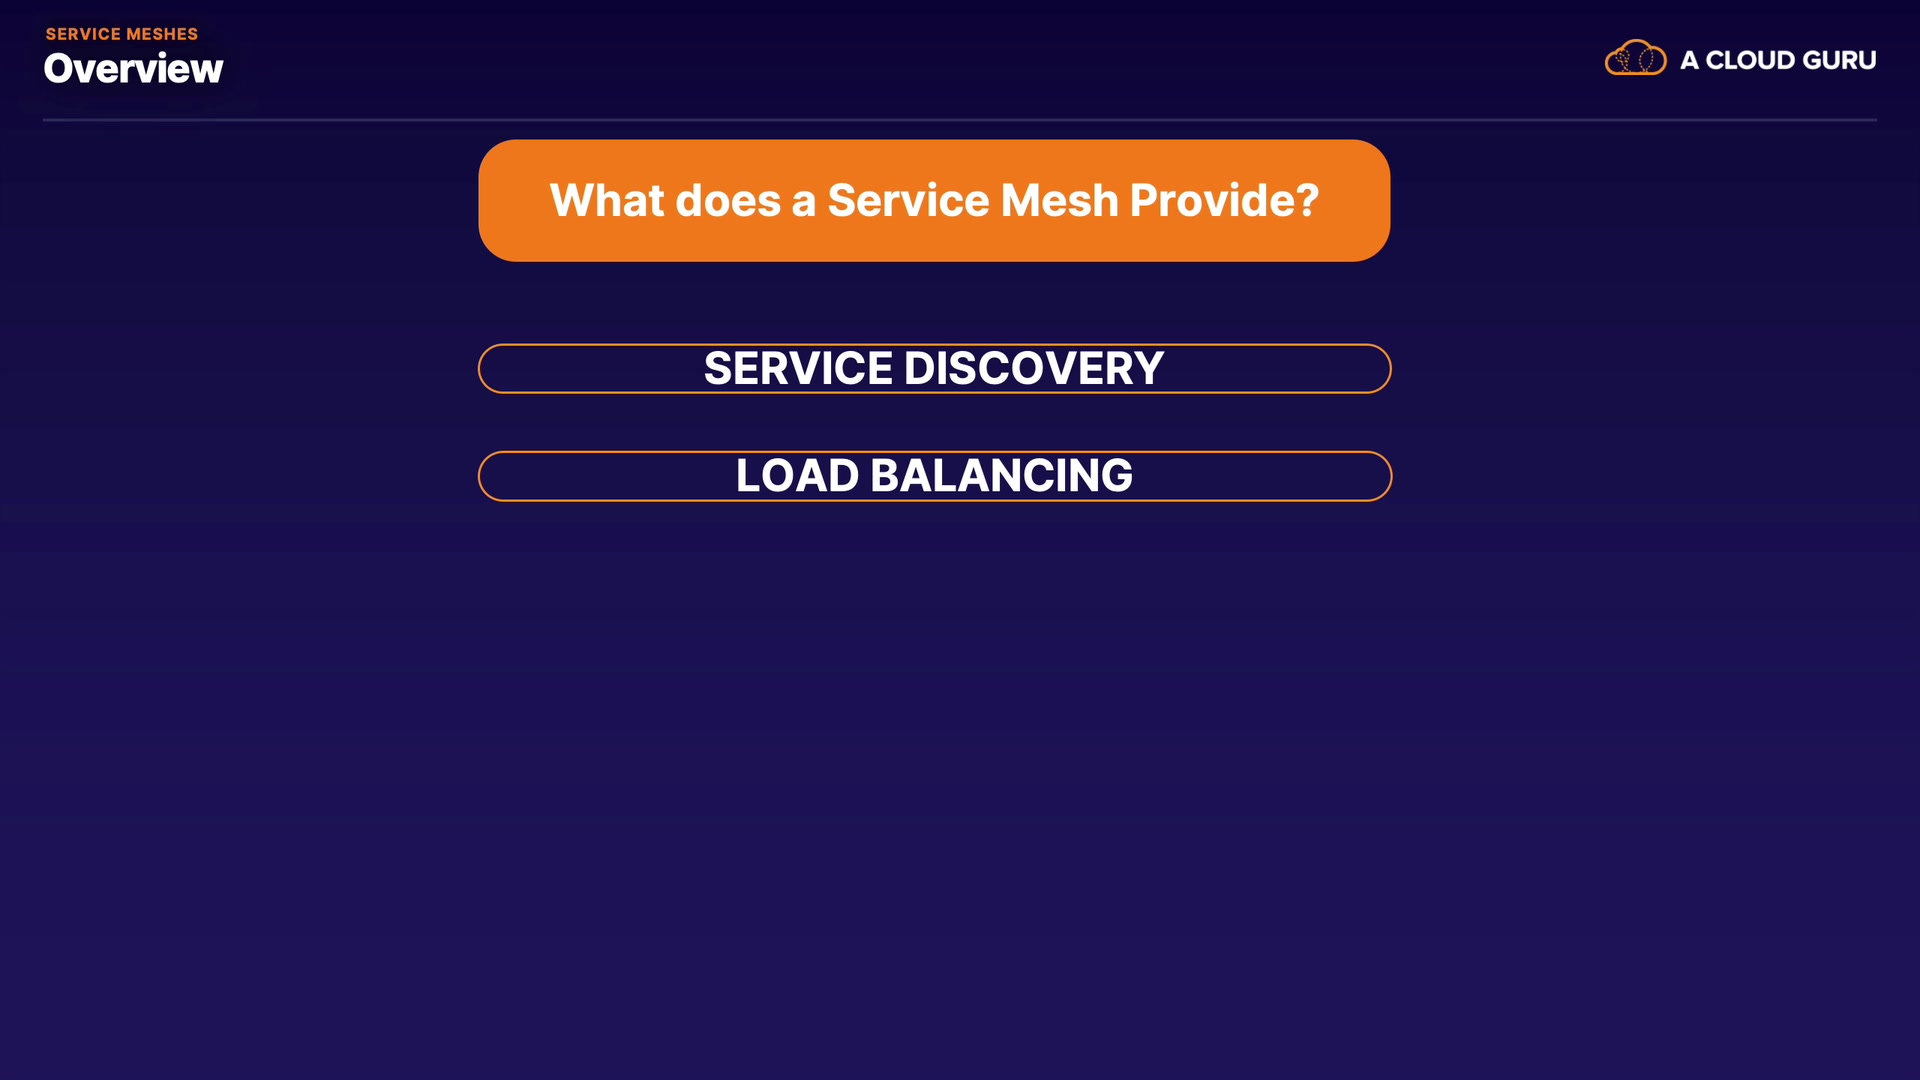 SERVICE MESHES
Overview
A CLOUD GURU
What does a Service Mesh Provide?
SERVICE DISCOVERY
LOAD BALANCING